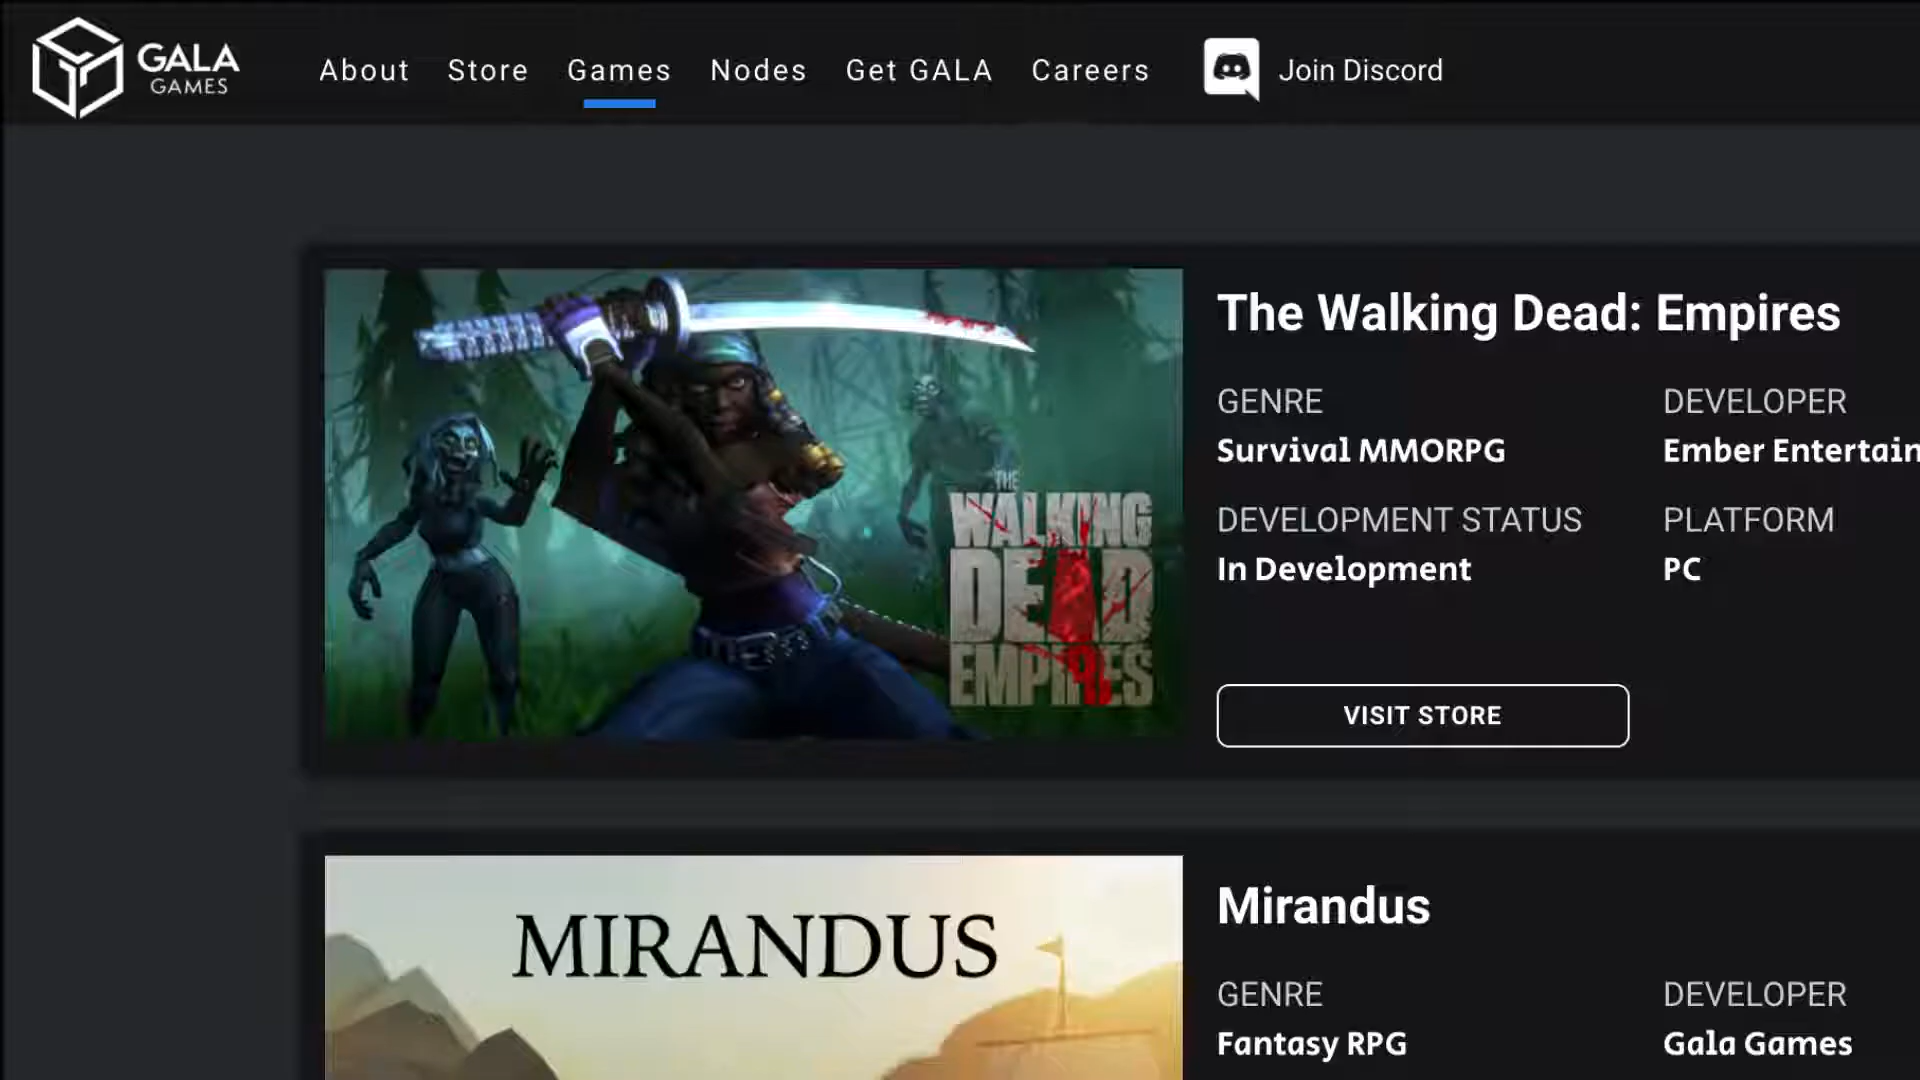 GALA
GAMES
About
Store
Games
Nodes
Get GALA
Careers
Join Discord
THE
WALKING
DEAD
EMPIRES
The Walking Dead: Empires
GENRE
DEVELOPER
Survival MMORPG
Ember Entertain
DEVELOPMENT STATUS
PLATFORM
In Development
PC
VISIT STORE
MIRANDUS
Mirandus
GENRE
DEVELOPER
Fantasy RPG
Gala Games